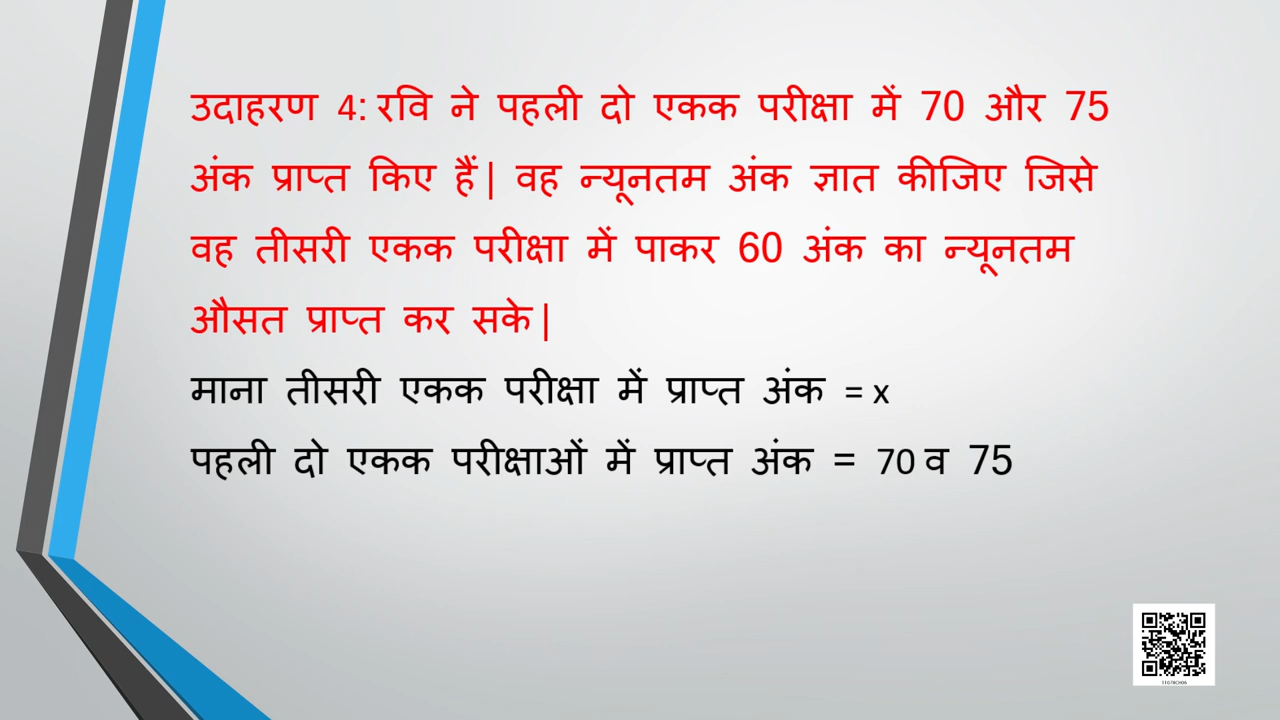 उदाहरण 4: रवि ने पहली दो एकक परीक्षा में 70 और 75
अंक प्राप्त किए हैं| वह न्यूनतम अंक ज्ञात कीजिए जिसे
वह तीसरी एकक परीक्षा में पाकर 60 अंक का न्यूनतम
औसत प्राप्त कर सके|
माना तीसरी एकक परीक्षा में प्राप्त अंक = x
पहली दो एकक परीक्षाओं में प्राप्त अंक = 70 व 75
11078CH06